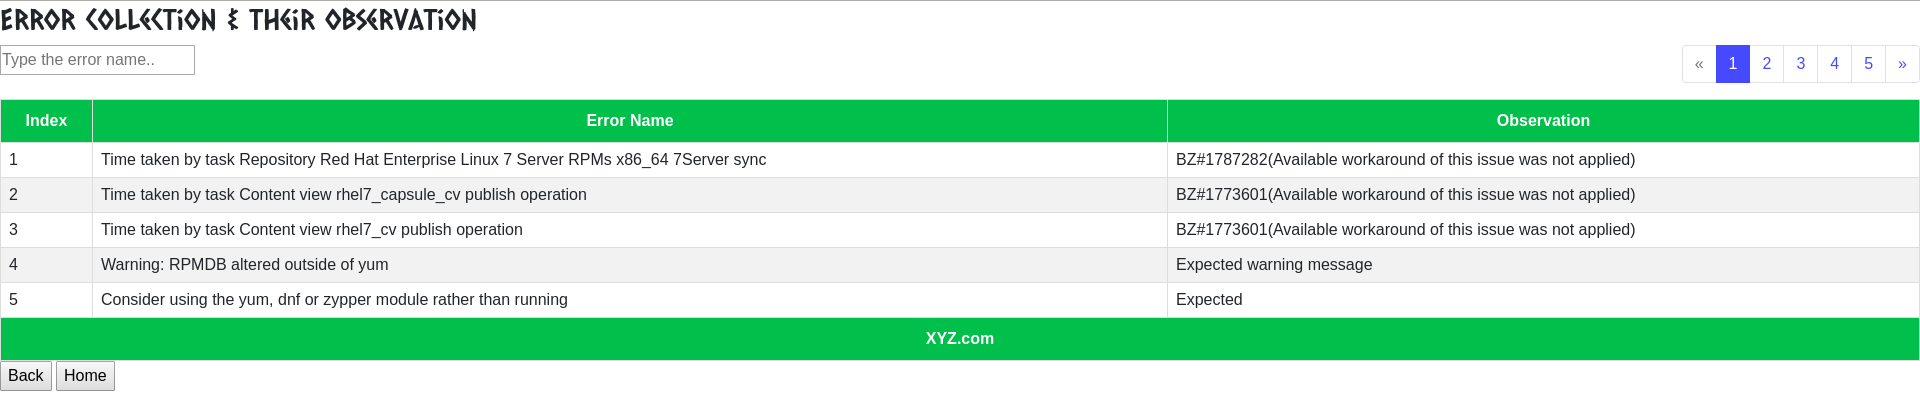 ERROR COLLECTION & THEIR OBSERVATION
Type the error name..
« 1 2 3 4 5 »
Index Error Name Observation
1 Time taken by task Repository Red Hat Enterprise Linux 7 Server RPMs x86_64 7Server sync BZ#1787282(Available workaround of this issue was not applied)
2 Time taken by task Content view rhel7_capsule_cv publish operation BZ#1773601(Available workaround of this issue was not applied)
3 Time taken by task Content view rhel7_cv publish operation BZ#1773601(Available workaround of this issue was not applied)
4 Warning: RPMDB altered outside of yum Expected warning message
5 Consider using the yum, dnf or zypper module rather than running Expected
XYZ.com
Back Home